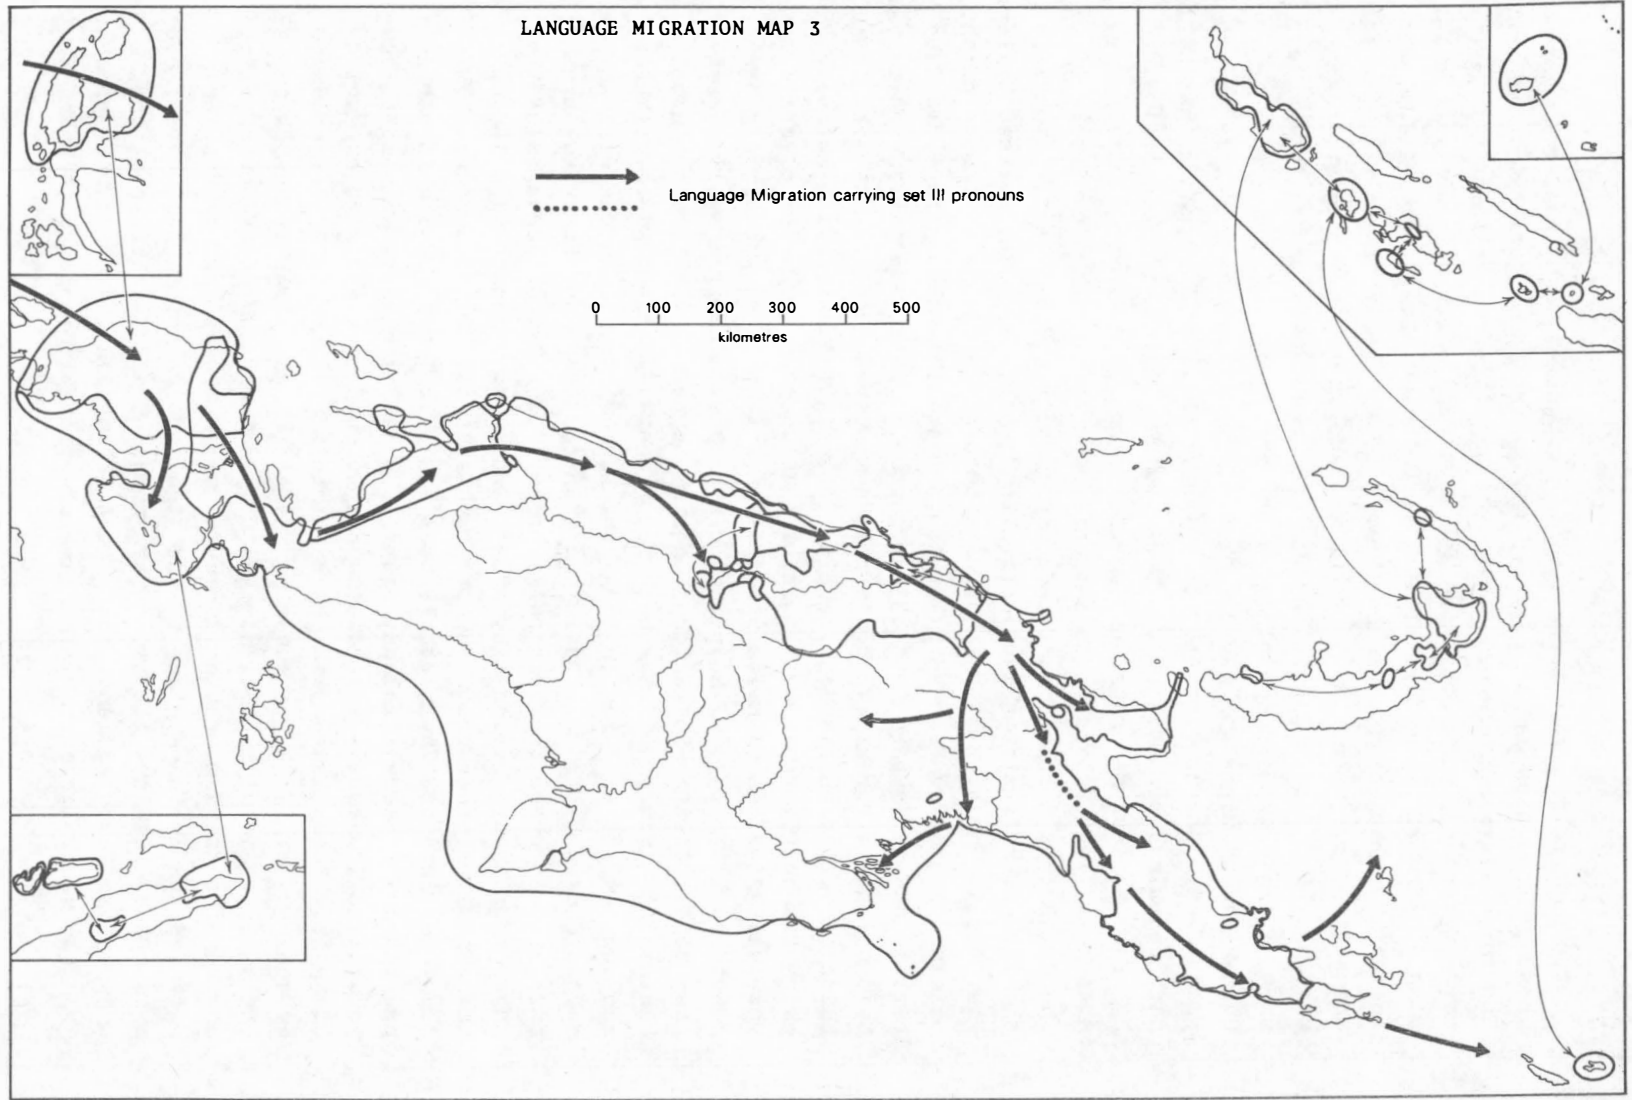 LANGUAGE MIGRATION MAP 3
Language Migration carrying set III pronouns
0 100 200 300 400 500
kilometres